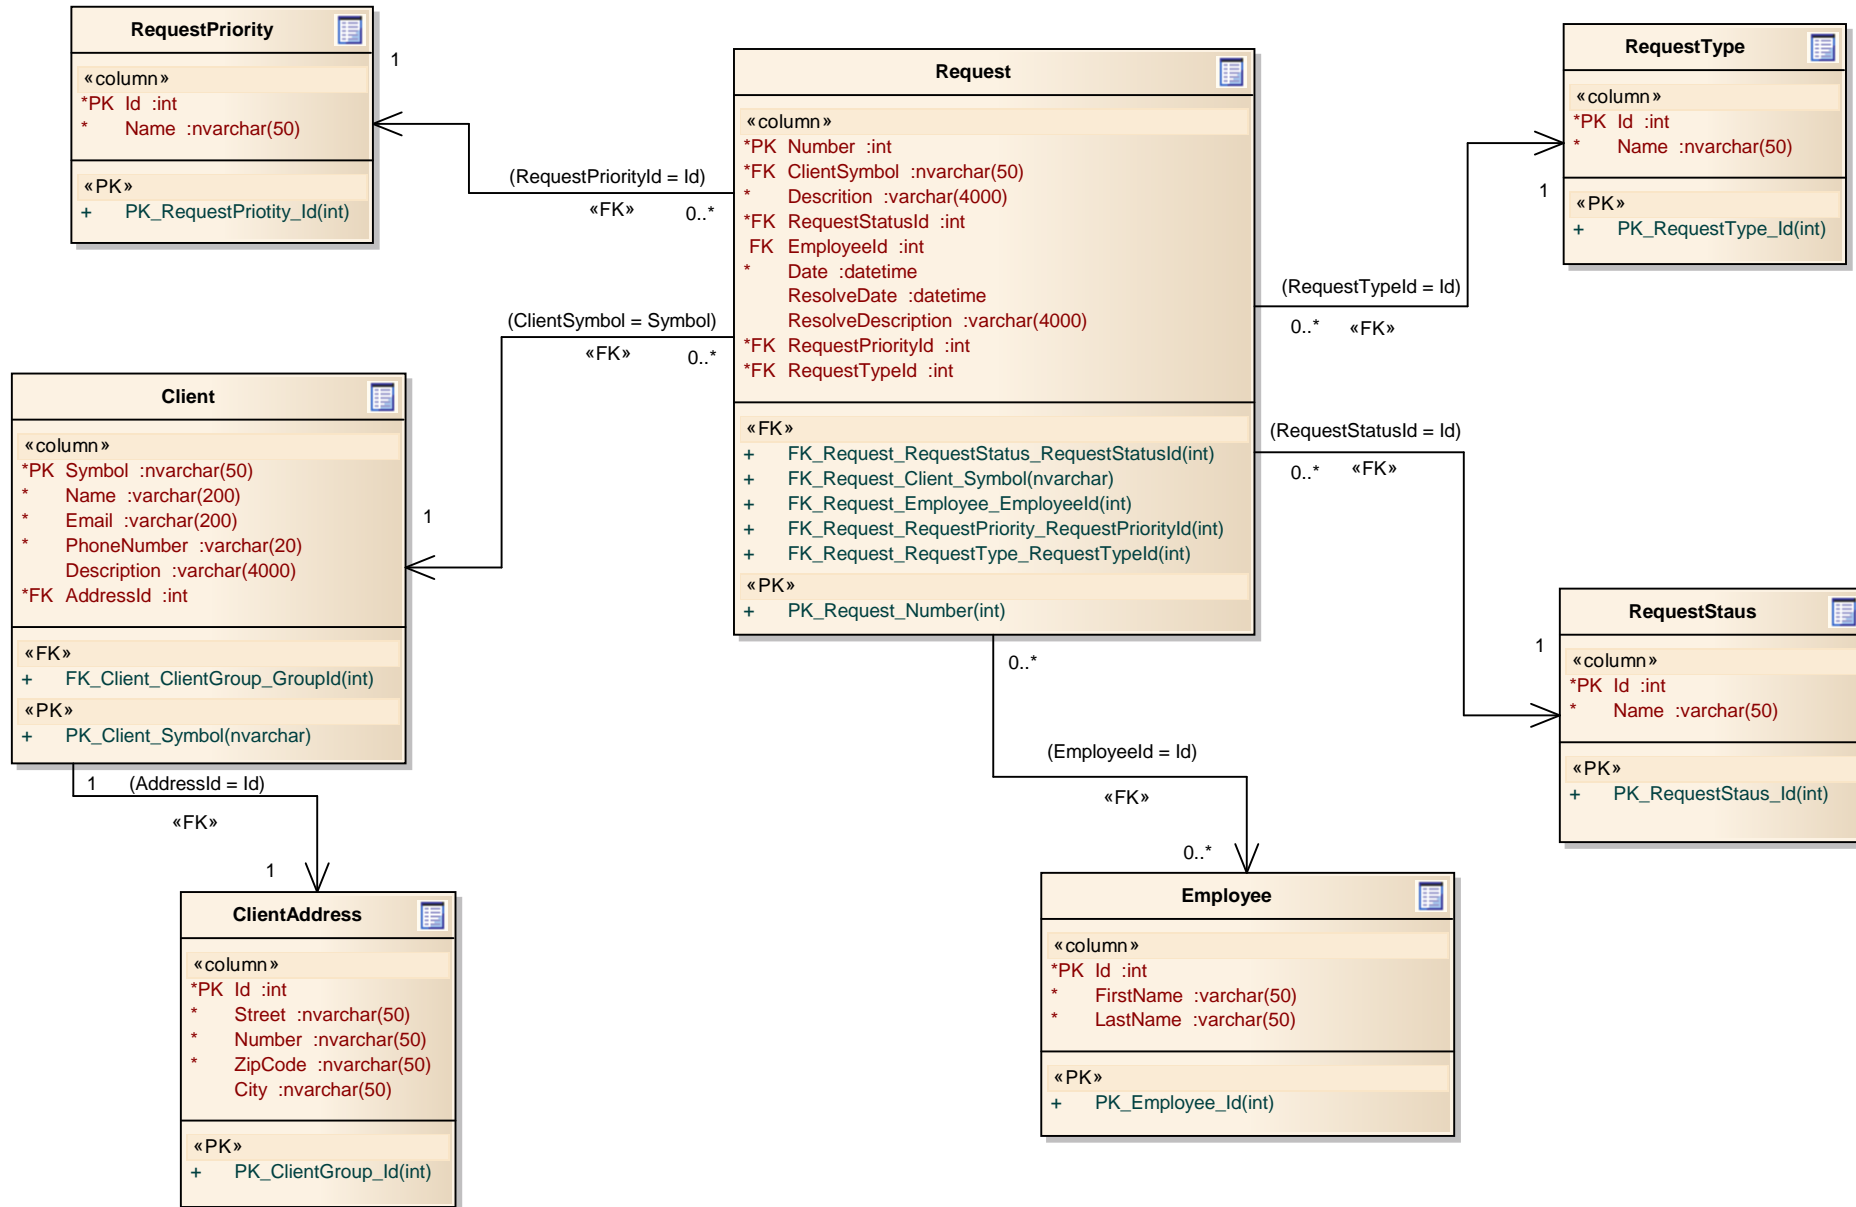 RequestPriority
«column»
*PK Id :int
* Name :nvarchar(50)
«PK»
+ PK_RequestPriotity_Id(int)
1
(RequestPriorityId = Id)
«FK»
0..*
Request
«column»
*PK Number :int
*FK ClientSymbol :nvarchar(50)
* Descrition :varchar(4000)
*FK RequestStatusId :int
FK EmployeeId :int
* Date :datetime
ResolveDate :datetime
ResolveDescription :varchar(4000)
*FK RequestPriorityId :int
*FK RequestTypeId :int
«FK»
+ FK_Request_RequestStatus_RequestStatusId(int)
+ FK_Request_Client_Symbol(nvarchar)
+ FK_Request_Employee_EmployeeId(int)
+ FK_Request_RequestPriority_RequestPriorityId(int)
+ FK_Request_RequestType_RequestTypeId(int)
«PK»
+ PK_Request_Number(int)
RequestType
«column»
*PK Id :int
* Name :nvarchar(50)
«PK»
+ PK_RequestType_Id(int)
1
(RequestTypeId = Id)
0..* «FK»
(ClientSymbol = Symbol)
«FK»
0..*
1
Client
«column»
*PK Symbol :nvarchar(50)
* Name :varchar(200)
* Email :varchar(200)
* PhoneNumber :varchar(20)
Description :varchar(4000)
*FK AddressId :int
«FK»
+ FK_Client_ClientGroup_GroupId(int)
«PK»
+ PK_Client_Symbol(nvarchar)
(RequestStatusId = Id)
0..* «FK»
1
RequestStaus
«column»
*PK Id :int
* Name :varchar(50)
«PK»
+ PK_RequestStaus_Id(int)
1 (AddressId = Id)
«FK»
1
ClientAddress
«column»
*PK Id :int
* Street :nvarchar(50)
* Number :nvarchar(50)
* ZipCode :nvarchar(50)
City :nvarchar(50)
«PK»
+ PK_ClientGroup_Id(int)
0..*
(EmployeeId = Id)
«FK»
0..*
Employee
«column»
*PK Id :int
* FirstName :varchar(50)
* LastName :varchar(50)
«PK»
+ PK_Employee_Id(int)